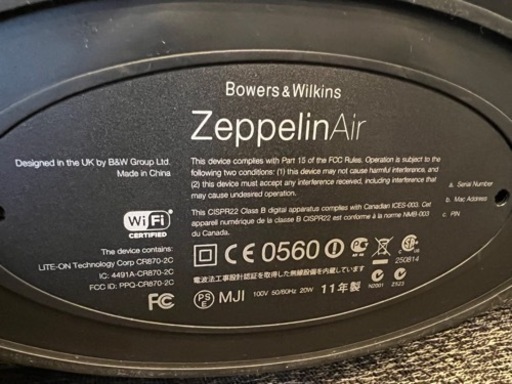 Bowers & Wilkins
ZeppelinAir
Designed in the UK by B&W Group Ltd.
Made in China
This device complies with Part 15 of the FCC Rules. Operation is subject to the
following two conditions: (1) this device may not cause harmful interference, and
(2) this device must accept any interference received, including interference that
may cause undesired operation.
This CISPR22 Class B digital apparatus complies with Canadian ICES-003. Cet
appareil numérique de la classe B CISPR22 est conforme à la norme NMB-003
du Canada.
a. Serial Number
b. Mac Address
c PIN
Wi Fi
CERTIFIED
The device contains:
LITE-ON Technology Corp CR870-2C
IC: 4491A-CR870-2C
FCC ID: PPQ-CR870-2C
FC
CE 0560
250814
電波法工事設計認証を取得した無線設備を内蔵しています
N2001
Z523
PSE MJI 100V 50/60Hz 20W 11年製